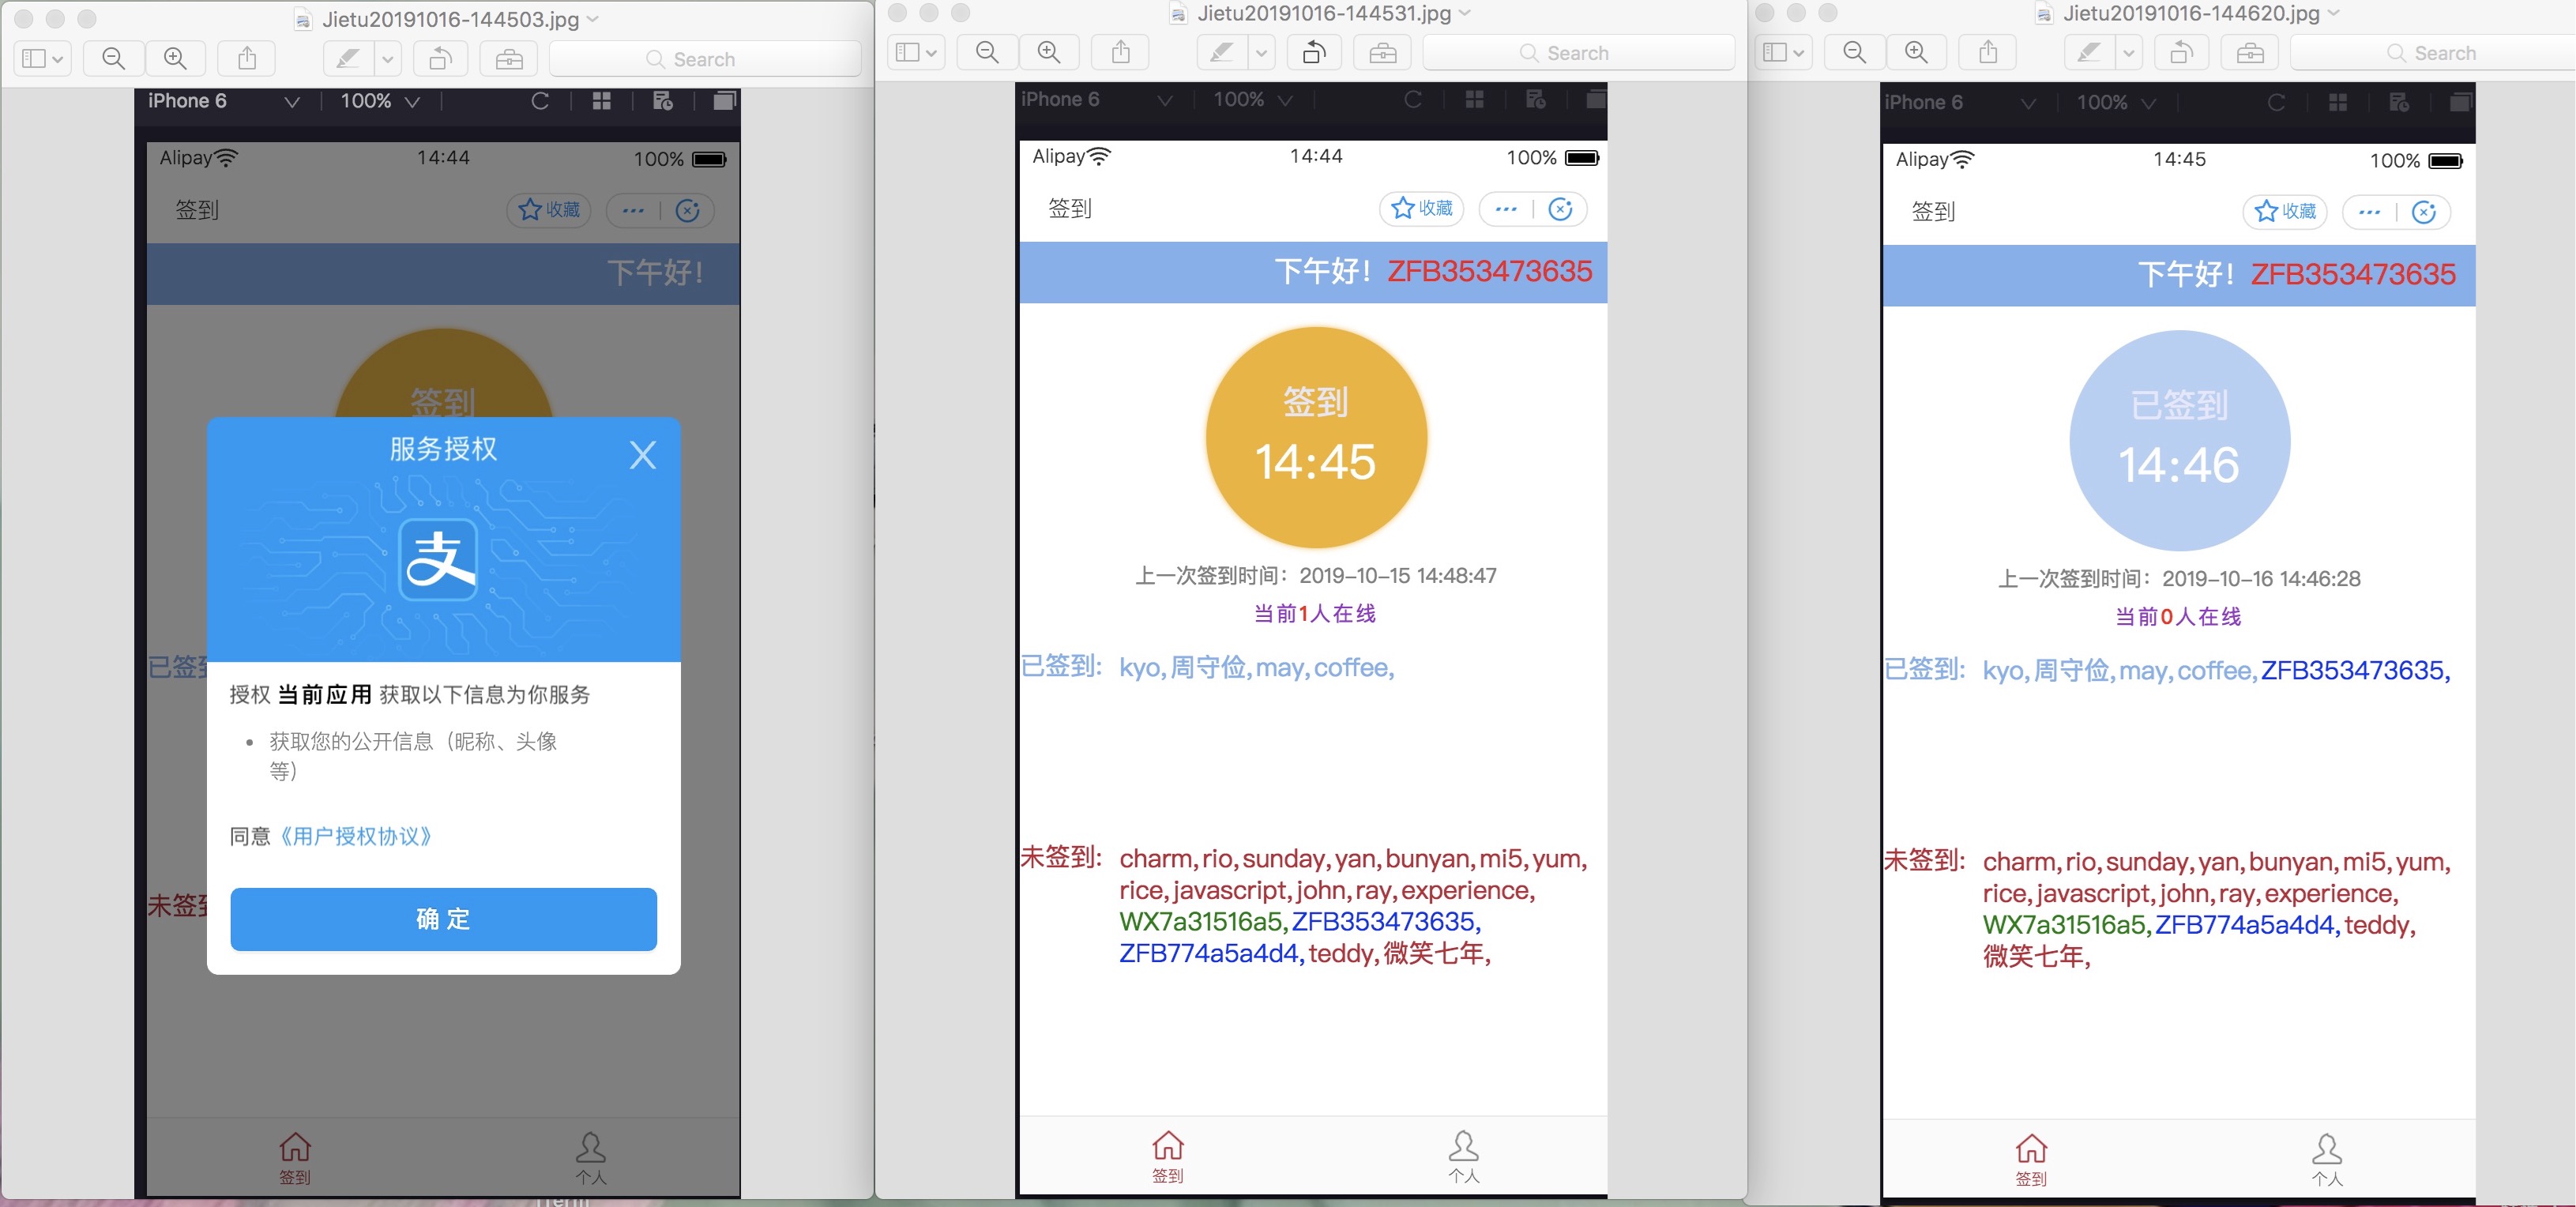 Jietu20191016-144503.jpg
Search
iPhone 6 100%
Alipay 14:44 100%
签到 收藏
下午好！
签到
服务授权
支
已签到
授权 当前应用 获取以下信息为你服务
• 获取您的公开信息（昵称、头像
等）
同意《用户授权协议》
未签到
确 定
签到 个人
Jietu20191016-144531.jpg
Search
iPhone 6 100%
Alipay 14:44 100%
签到 收藏
下午好！ ZFB353473635
签到
14:45
上一次签到时间：2019-10-15 14:48:47
当前1人在线
已签到: kyo,周守俭,may,coffee,
未签到: charm,rio,sunday,yan,bunyan,mi5,yum,
rice,javascript,john,ray,experience,
WX7a31516a5,ZFB353473635,
ZFB774a5a4d4,teddy,微笑七年,
签到 个人
Jietu20191016-144620.jpg
Search
iPhone 6 100%
Alipay 14:45 100%
签到 收藏
下午好！ ZFB353473635
已签到
14:46
上一次签到时间：2019-10-16 14:46:28
当前0人在线
已签到: kyo,周守俭,may,coffee,ZFB353473635,
未签到: charm,rio,sunday,yan,bunyan,mi5,yum,
rice,javascript,john,ray,experience,
WX7a31516a5,ZFB774a5a4d4,teddy,
微笑七年,
签到 个人